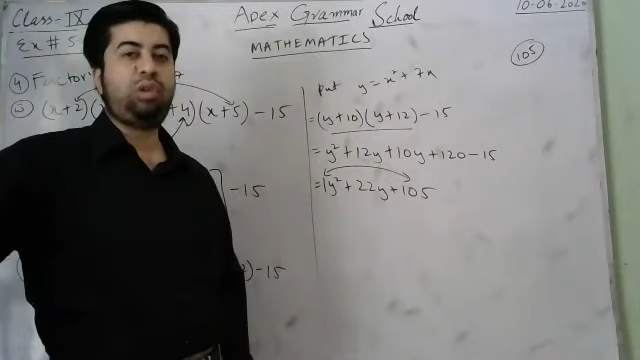 Class-IX Apex Grammar School 10-06-2020
Ex # 5
MATHEMATICS
105
④ Factor
put y = x² + 7x
⑤ (x+2)( +4)(x+5) - 15
= (y+10)(y+12) - 15
= y² + 12y + 10y + 120 - 15
] - 15
= 1y² + 22y + 105
) - 15